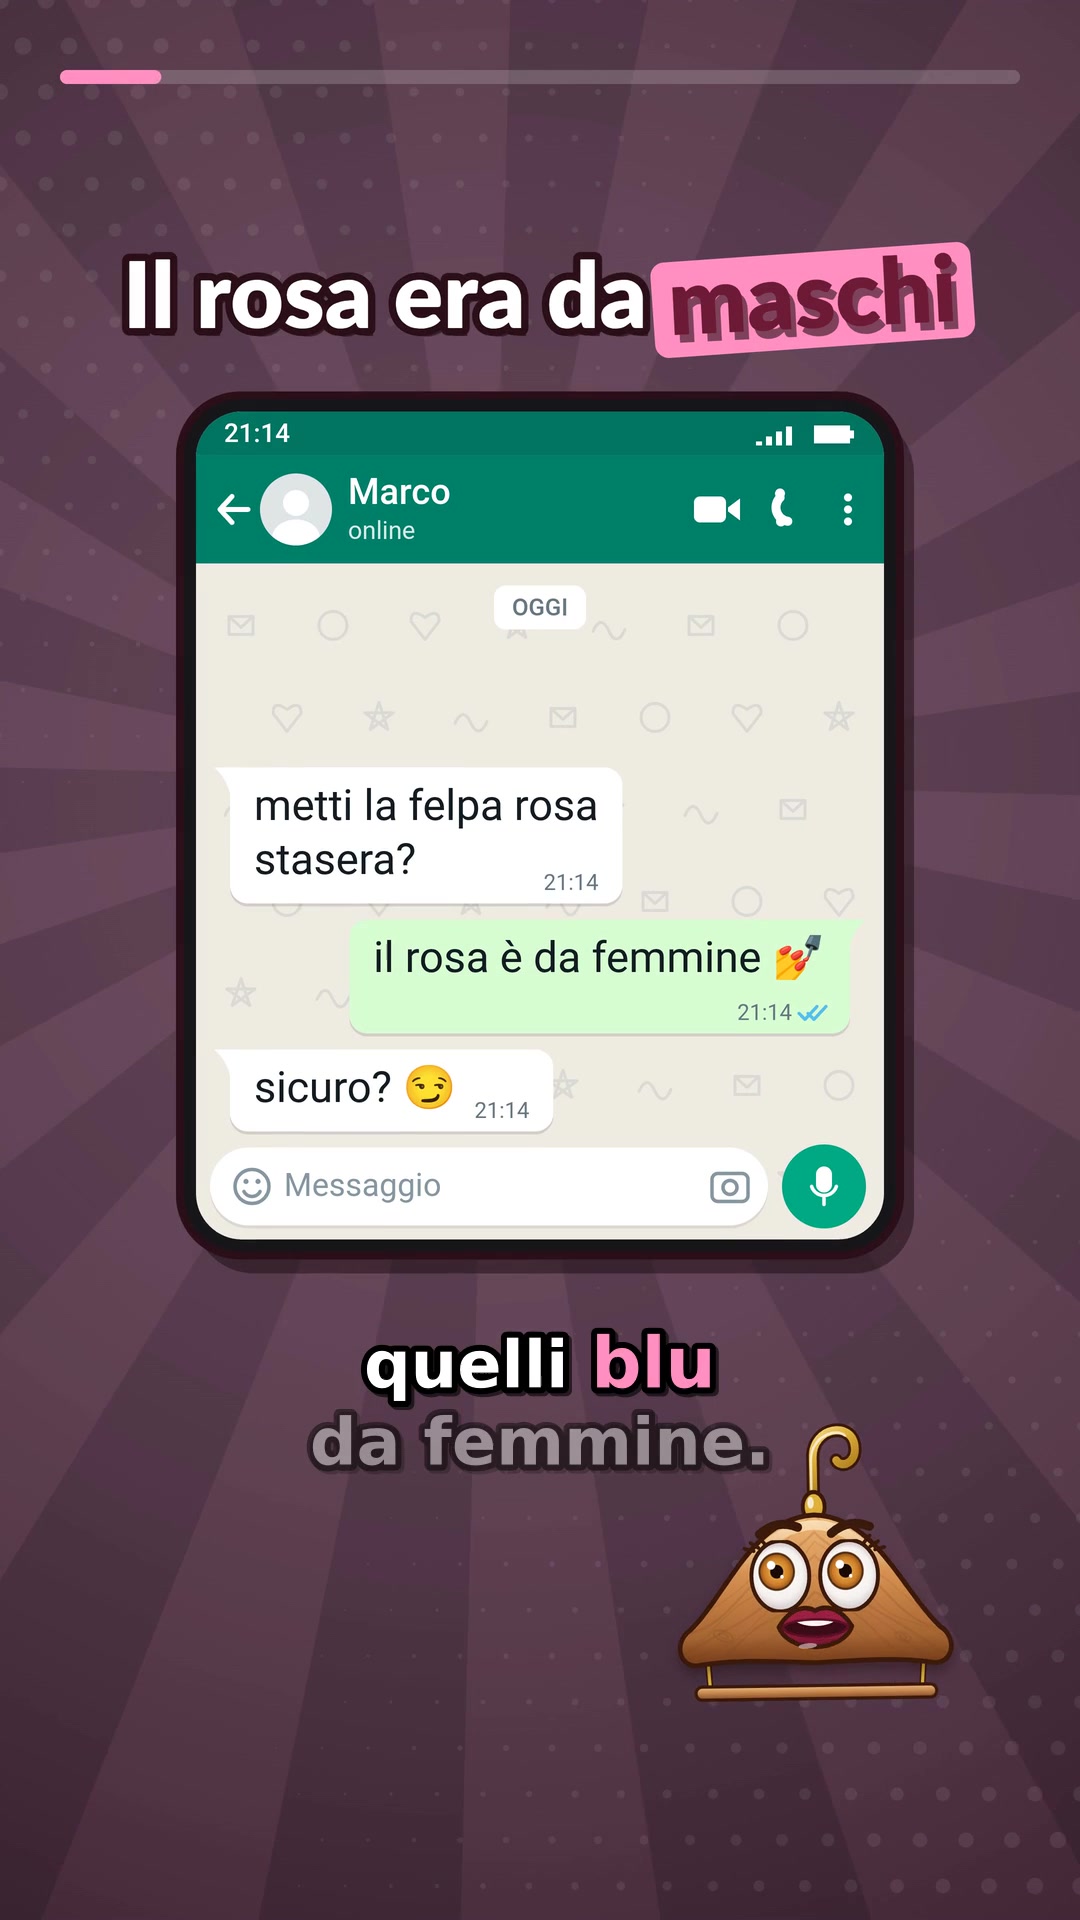 Il rosa era da maschi
21:14
Marco
online
OGGI
metti la felpa rosa
stasera?
21:14
il rosa è da femmine 💅
21:14
sicuro? 😏
21:14
Messaggio
quelli blu
da femmine.